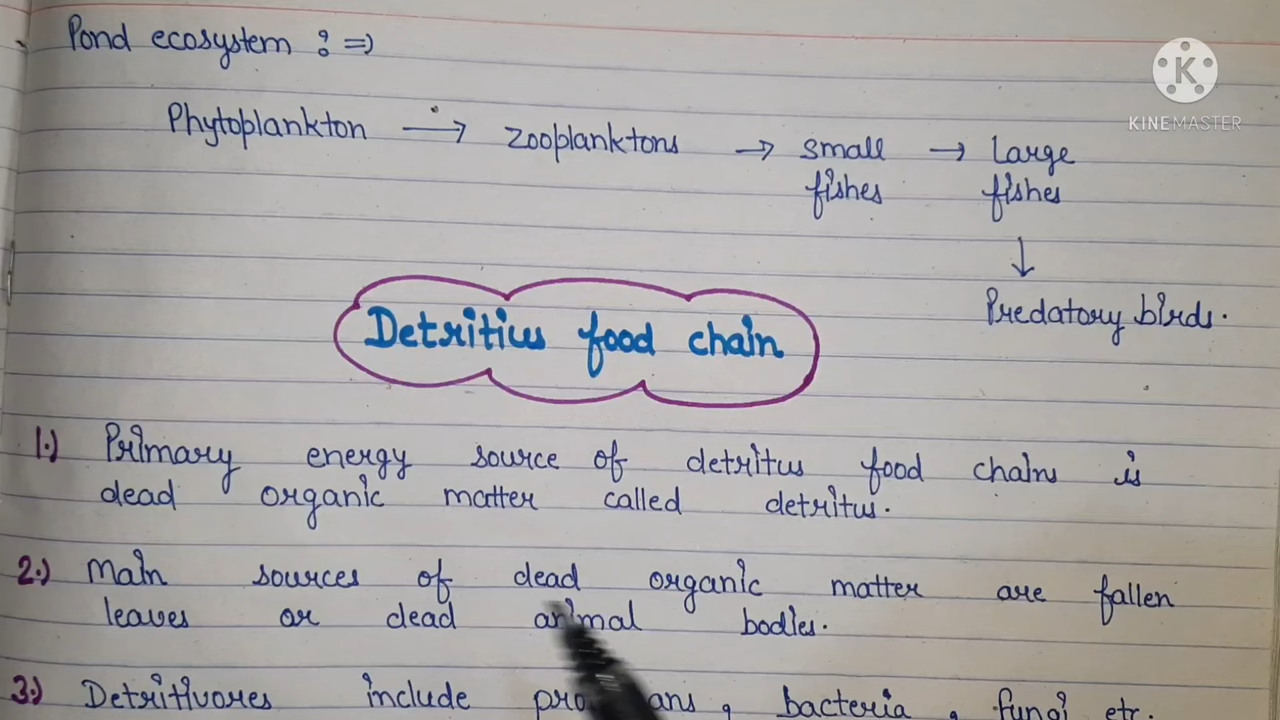 Pond ecosystem : ⇒
KINEMASTER
Phytoplankton → zooplanktons → small → large
fishes fishes
↓
Predatory birds.
Detritius food chain
1.) Primary energy source of detritus food chain is
dead organic matter called detritus.
2.) Main sources of dead organic matter are fallen
leaves or dead animal bodies.
3.) Detritivores include , bacteria , fungi etc.